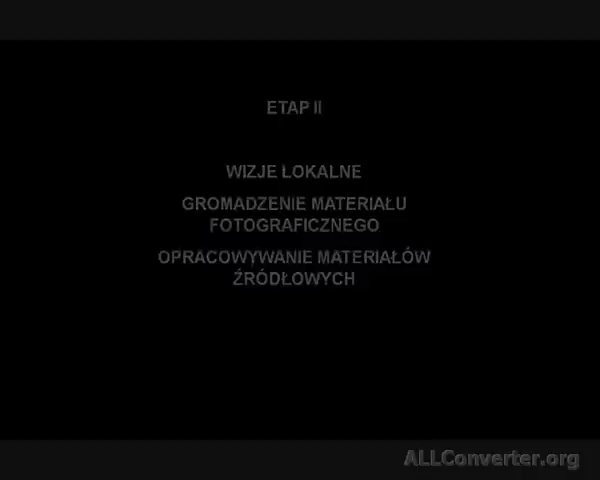 ETAP II
WIZJE LOKALNE
GROMADZENIE MATERIAŁU
FOTOGRAFICZNEGO
OPRACOWYWANIE MATERIAŁÓW
ŹRÓDŁOWYCH
ALLConverter.org